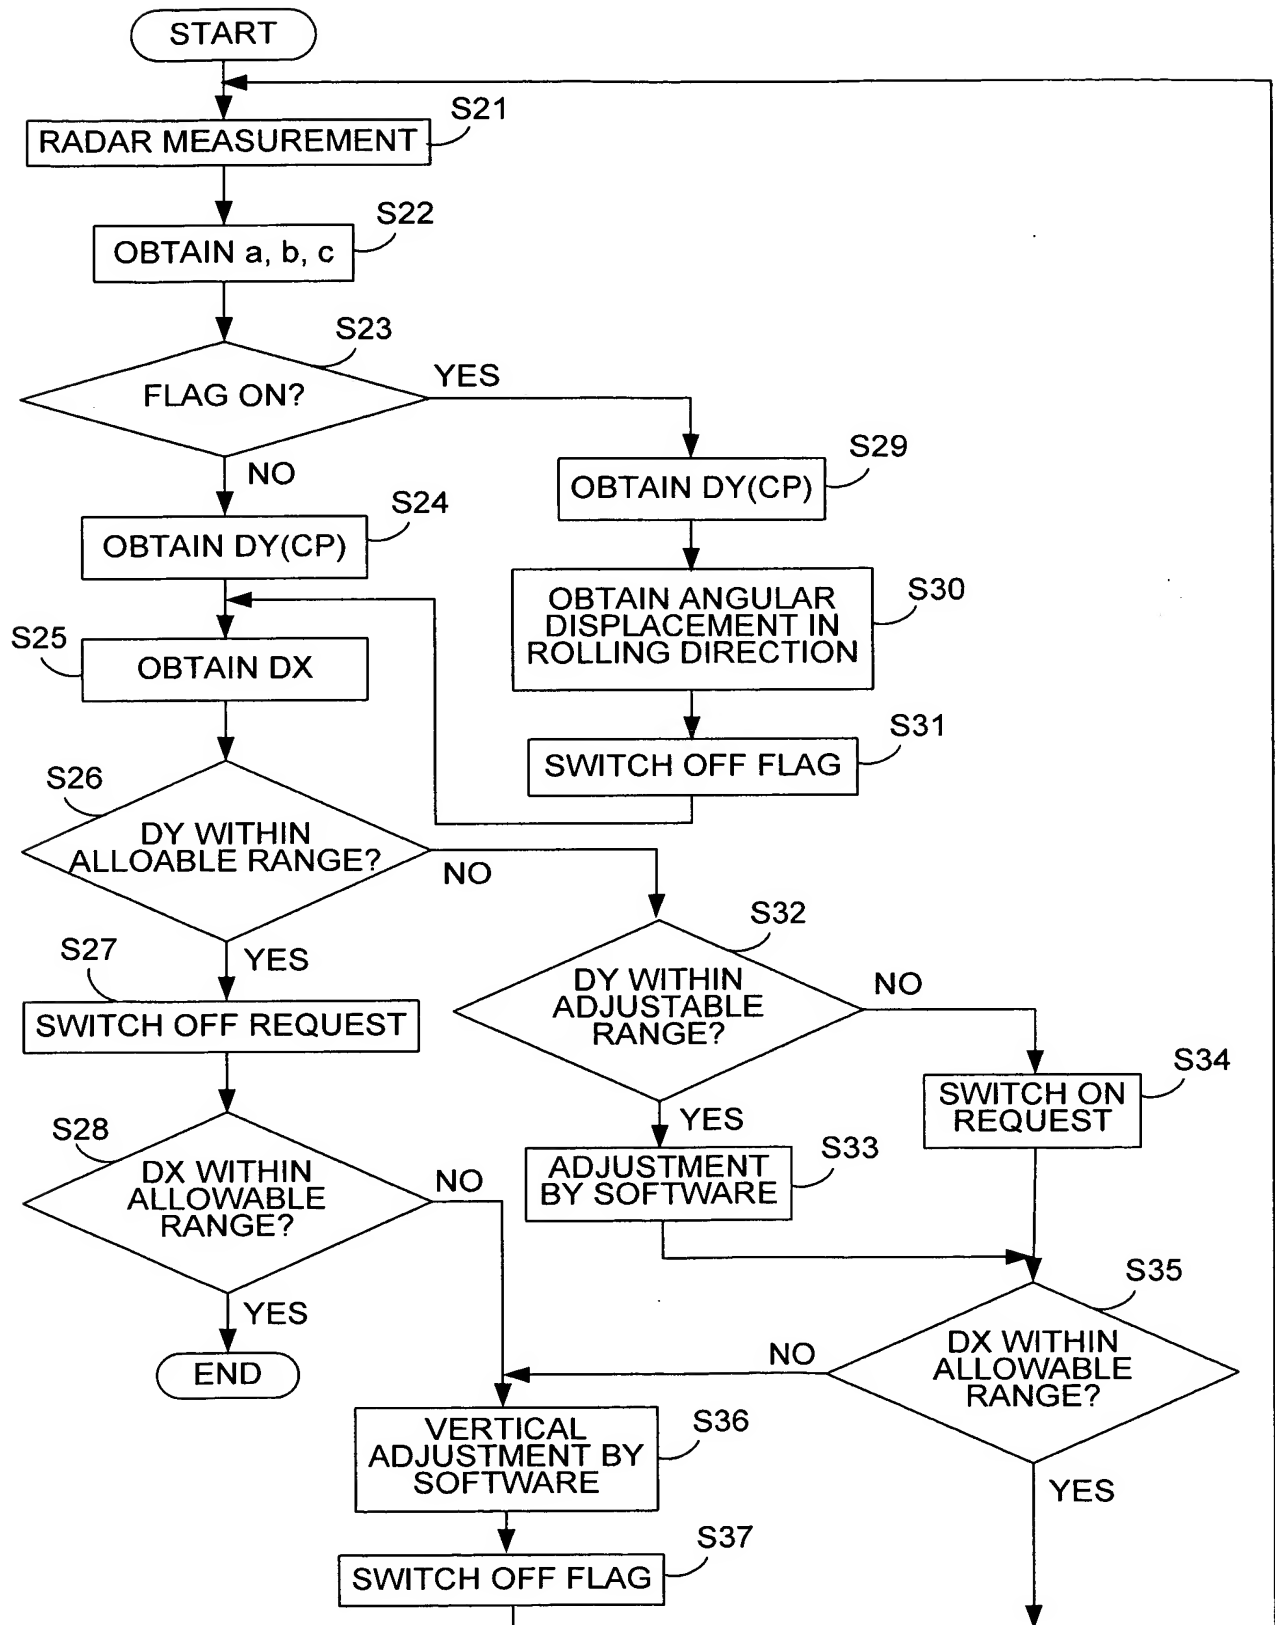 START
S21
RADAR MEASUREMENT
S22
OBTAIN a, b, c
S23
FLAG ON?
YES
NO
S29
OBTAIN DY(CP)
S24
OBTAIN DY(CP)
S30
OBTAIN ANGULAR
DISPLACEMENT IN
ROLLING DIRECTION
S25
OBTAIN DX
S31
SWITCH OFF FLAG
S26
DY WITHIN
ALLOABLE RANGE?
NO
YES
S32
DY WITHIN
ADJUSTABLE
RANGE?
NO
YES
S27
SWITCH OFF REQUEST
S34
SWITCH ON
REQUEST
S28
DX WITHIN
ALLOWABLE
RANGE?
NO
YES
S33
ADJUSTMENT
BY SOFTWARE
END
S35
DX WITHIN
ALLOWABLE
RANGE?
NO
YES
S36
VERTICAL
ADJUSTMENT BY
SOFTWARE
S37
SWITCH OFF FLAG